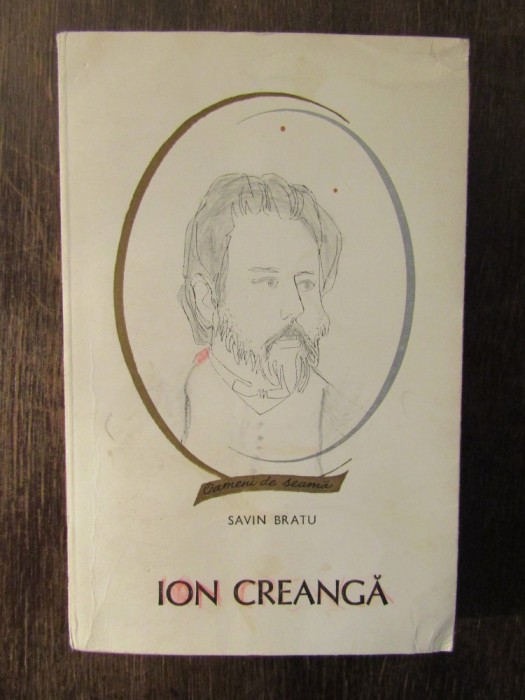 Oameni de seamă
SAVIN BRATU
ION CREANGĂ